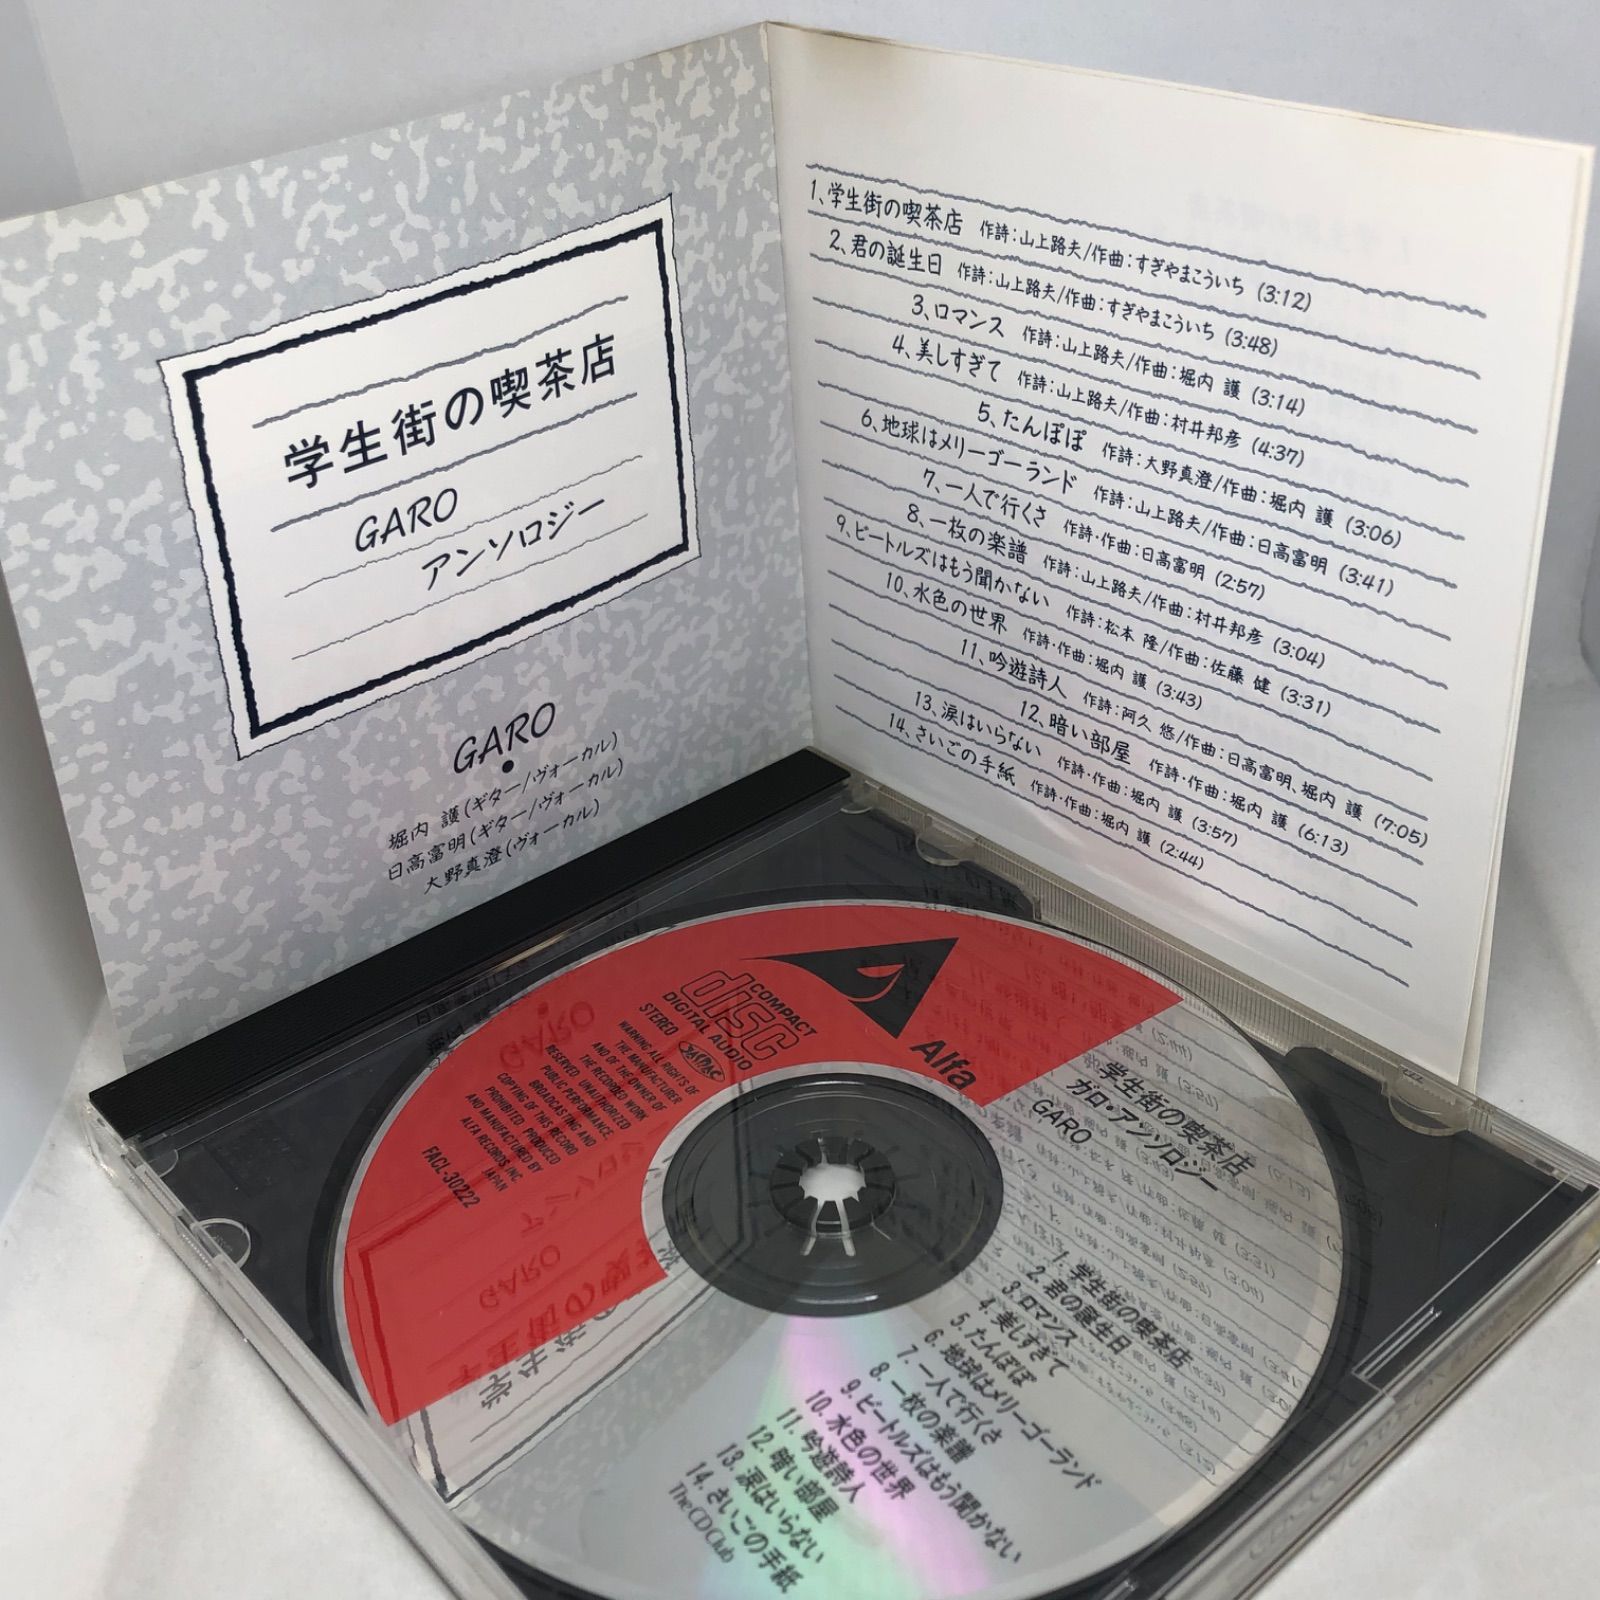 学生街の喫茶店
GARO
アンソロジー
GARO
堀内 護(ギター/ヴォーカル)
日高富明(ギター/ヴォーカル)
大野真澄(ヴォーカル)
1、学生街の喫茶店 作詩:山上路夫/作曲:すぎやまこういち (3:12)
2、君の誕生日 作詩:山上路夫/作曲:すぎやまこういち (3:48)
3、ロマンス 作詩:山上路夫/作曲:堀内 護 (3:14)
4、美しすぎて 作詩:山上路夫/作曲:村井邦彦 (4:37)
5、たんぽぽ 作詩:大野真澄/作曲:堀内 護 (3:06)
6、地球はメリーゴーランド 作詩:山上路夫/作曲:日高富明 (3:41)
7、一人で行くさ 作詩・作曲:日高富明 (2:57)
8、一枚の楽譜 作詩:山上路夫/作曲:村井邦彦 (3:04)
9、ビートルズはもう聞かない 作詩:松本 隆/作曲:佐藤 健 (3:31)
10、水色の世界 作詩・作曲:堀内 護 (3:43)
11、吟遊詩人 作詩:阿久 悠/作曲:日高富明、堀内 護 (7:05)
12、暗い部屋 作詩・作曲:堀内 護 (6:13)
13、涙はいらない 作詩・作曲:堀内 護 (3:57)
14、さいごの手紙 作詩・作曲:堀内 護 (2:44)
COMPACT
disc
DIGITAL AUDIO
STEREO
JASRAC
Alfa
WARNING:ALL RIGHTS OF
THE MANUFACTURER
AND OF THE OWNER OF
THE RECORDED WORK
RESERVED. UNAUTHORIZED
PUBLIC PERFORMANCE,
BROADCASTING AND
COPYING OF THIS RECORD
PROHIBITED. PRODUCED
AND MANUFACTURED BY
ALFA RECORDS, INC.
JAPAN
FACL-30222
学生街の喫茶店
ガロ・アンソロジー
GARO
1. 学生街の喫茶店
2. 君の誕生日
3. ロマンス
4. 美しすぎて
5. たんぽぽ
6. 地球はメリーゴーランド
7. 一人で行くさ
8. 一枚の楽譜
9. ビートルズはもう聞かない
10. 水色の世界
11. 吟遊詩人
12. 暗い部屋
13. 涙はいらない
14. さいごの手紙
The CD Club